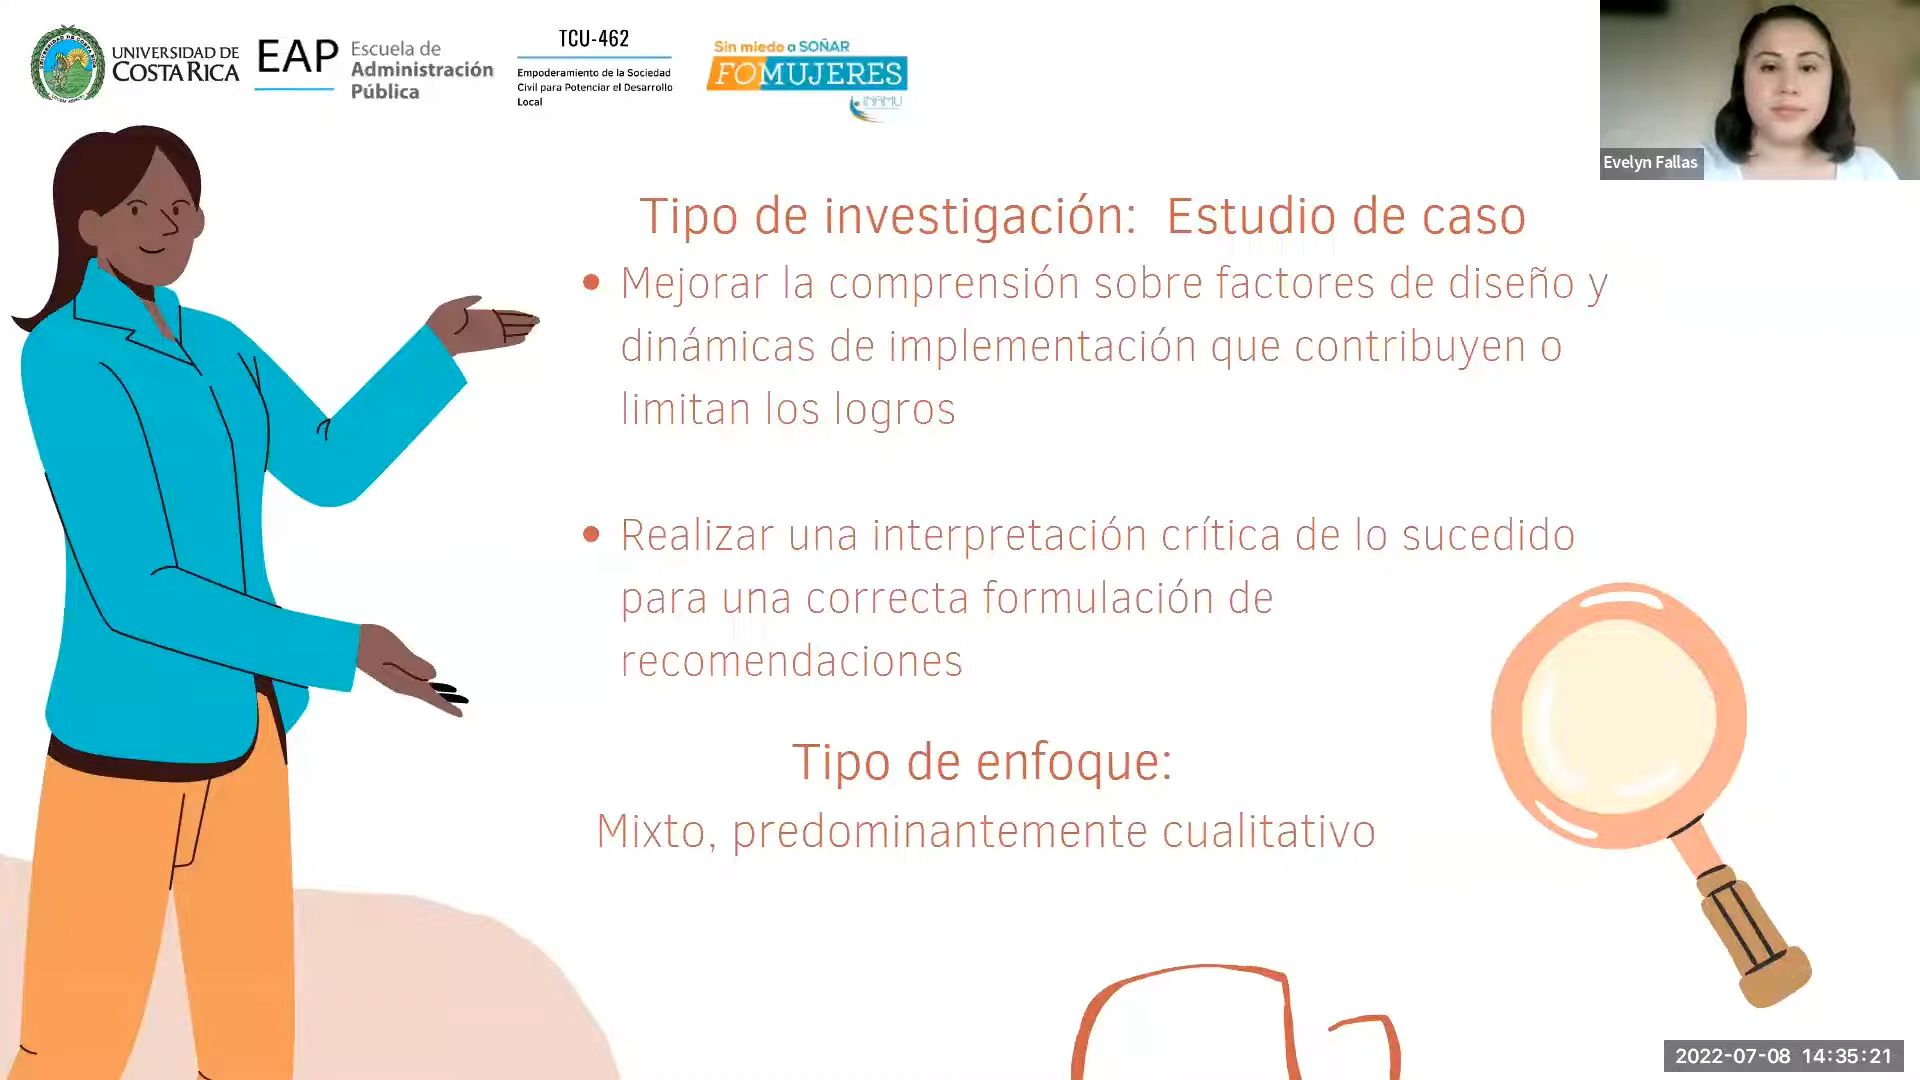 UNIVERSIDAD DE
COSTA RICA
EAP
Escuela de
Administración
Pública
TCU-462
Empoderamiento de la Sociedad
Civil para Potenciar el Desarrollo
Local
Sin miedo a SOÑAR
FOMUJERES
INAMU
Evelyn Fallas
Tipo de investigación: Estudio de caso
• Mejorar la comprensión sobre factores de diseño y
dinámicas de implementación que contribuyen o
limitan los logros
• Realizar una interpretación crítica de lo sucedido
para una correcta formulación de
recomendaciones
Tipo de enfoque:
Mixto, predominantemente cualitativo
2022-07-08 14:35:21